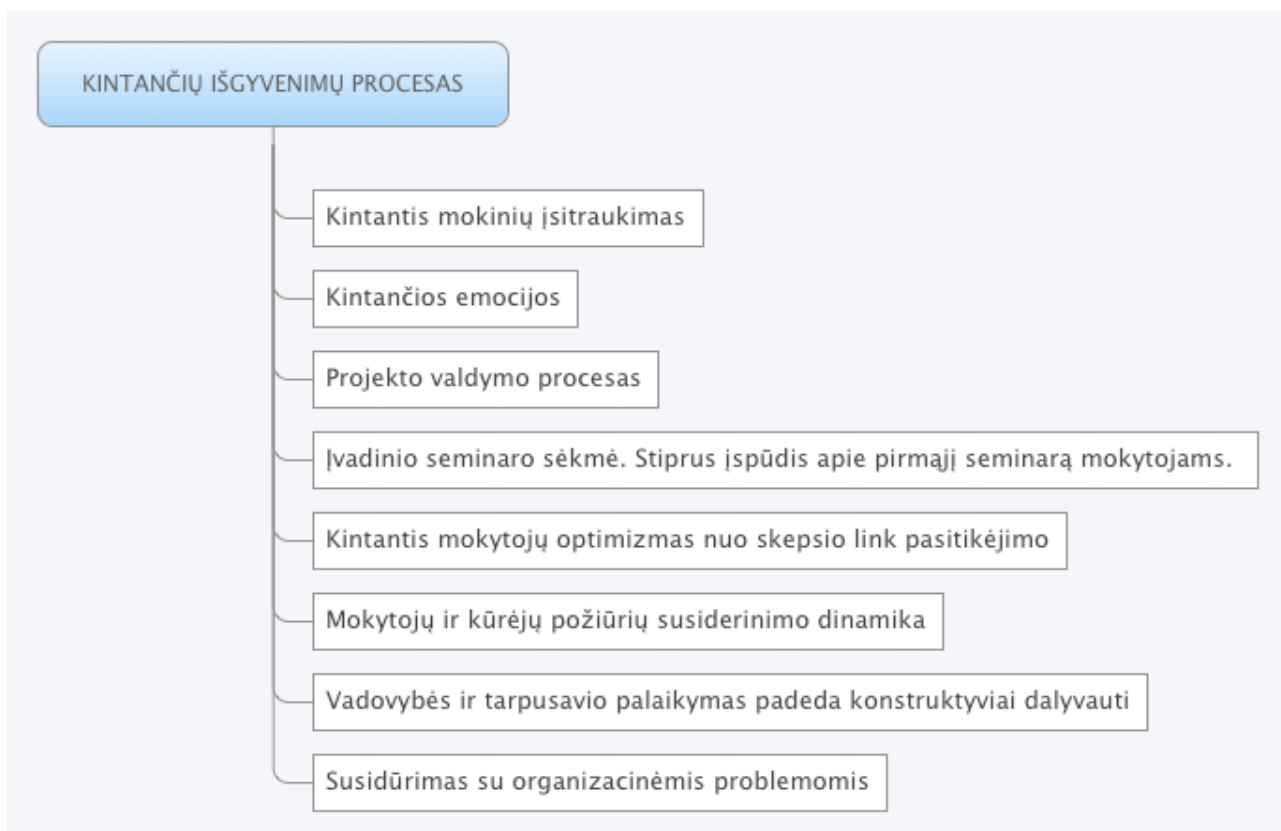 KINTANČIŲ IŠGYVENIMŲ PROCESAS
Kintantis mokinių įsitraukimas
Kintančios emocijos
Projekto valdymo procesas
Įvadinio seminaro sėkmė. Stiprus įspūdis apie pirmąjį seminarą mokytojams.
Kintantis mokytojų optimizmas nuo skepsio link pasitikėjimo
Mokytojų ir kūrėjų požiūrių susiderinimo dinamika
Vadovybės ir tarpusavio palaikymas padeda konstruktyviai dalyvauti
Susidūrimas su organizacinėmis problemomis